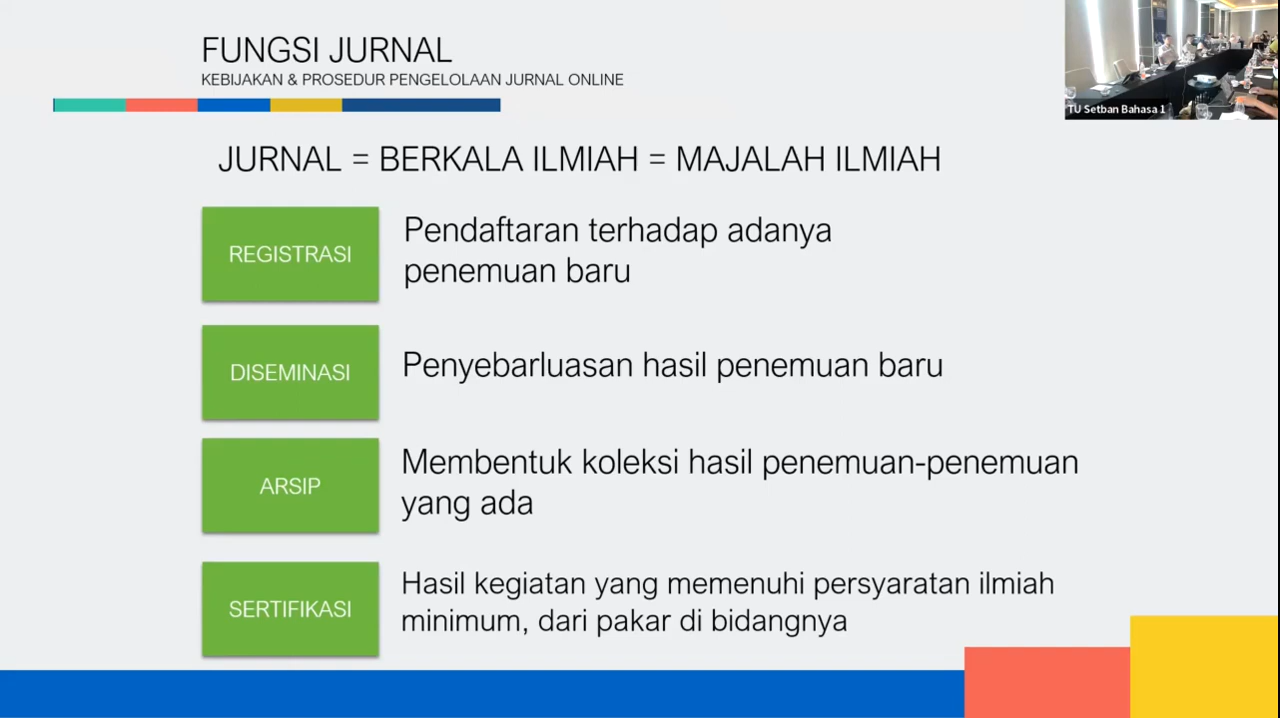 FUNGSI JURNAL
KEBIJAKAN & PROSEDUR PENGELOLAAN JURNAL ONLINE
TU Setban Bahasa 1
JURNAL = BERKALA ILMIAH = MAJALAH ILMIAH
REGISTRASI
Pendaftaran terhadap adanya
penemuan baru
DISEMINASI
Penyebarluasan hasil penemuan baru
ARSIP
Membentuk koleksi hasil penemuan-penemuan
yang ada
SERTIFIKASI
Hasil kegiatan yang memenuhi persyaratan ilmiah
minimum, dari pakar di bidangnya